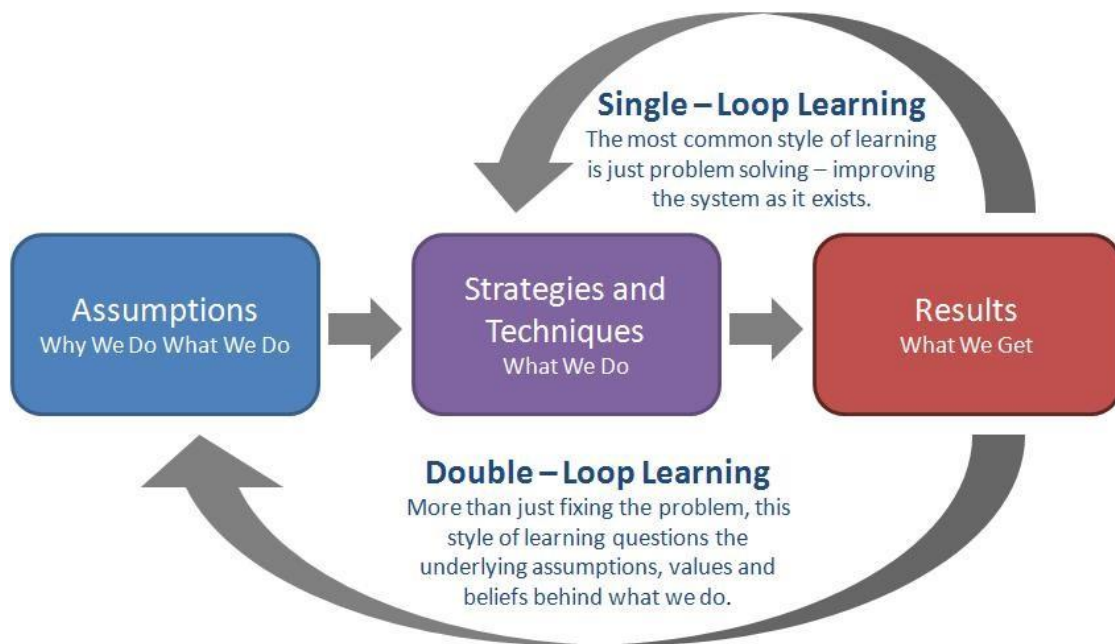 Single – Loop Learning
The most common style of learning
is just problem solving – improving
the system as it exists.
Assumptions
Why We Do What We Do
Strategies and
Techniques
What We Do
Results
What We Get
Double – Loop Learning
More than just fixing the problem, this
style of learning questions the
underlying assumptions, values and
beliefs behind what we do.